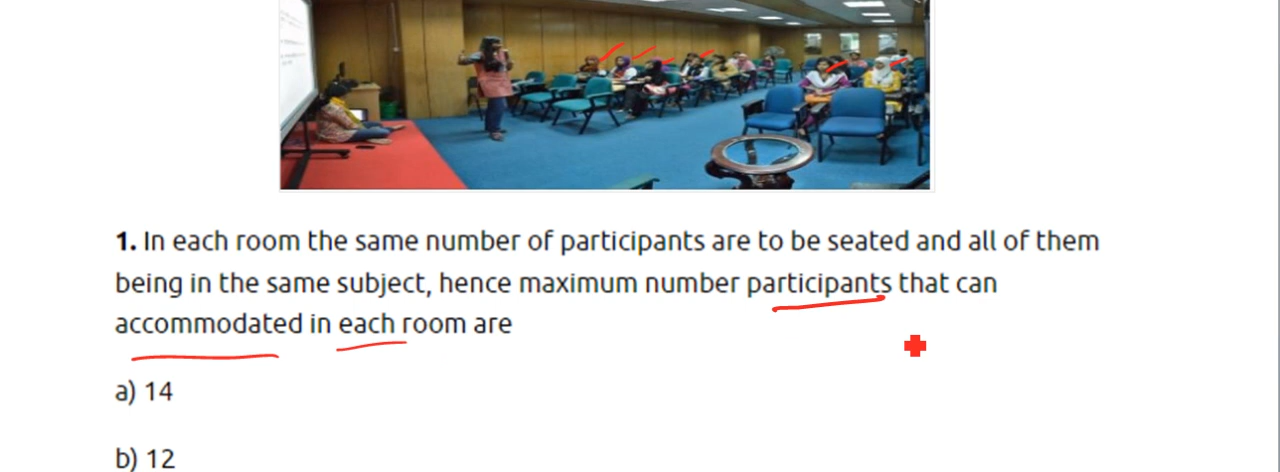 1. In each room the same number of participants are to be seated and all of them
being in the same subject, hence maximum number participants that can
accommodated in each room are
a) 14
b) 12